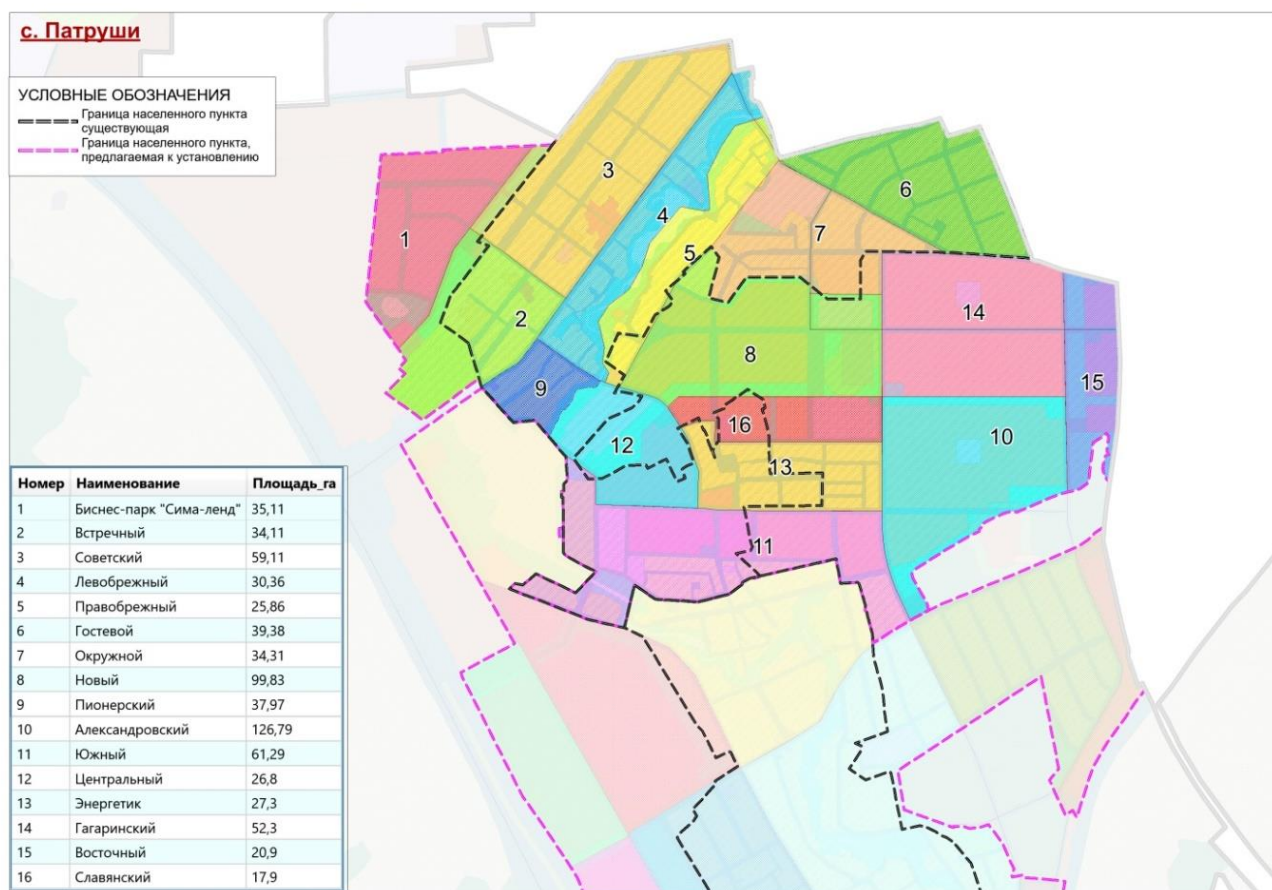 с. Патруши
УСЛОВНЫЕ ОБОЗНАЧЕНИЯ
Граница населенного пункта
существующая
Граница населенного пункта,
предлагаемая к установлению
3
6
4
7
1
5
2
14
8
15
9
16
10
12
13
11
Номер Наименование Площадь_га
1 Биснес-парк "Сима-ленд" 35,11
2 Встречный 34,11
3 Советский 59,11
4 Левобрежный 30,36
5 Правобрежный 25,86
6 Гостевой 39,38
7 Окружной 34,31
8 Новый 99,83
9 Пионерский 37,97
10 Александровский 126,79
11 Южный 61,29
12 Центральный 26,8
13 Энергетик 27,3
14 Гагаринский 52,3
15 Восточный 20,9
16 Славянский 17,9